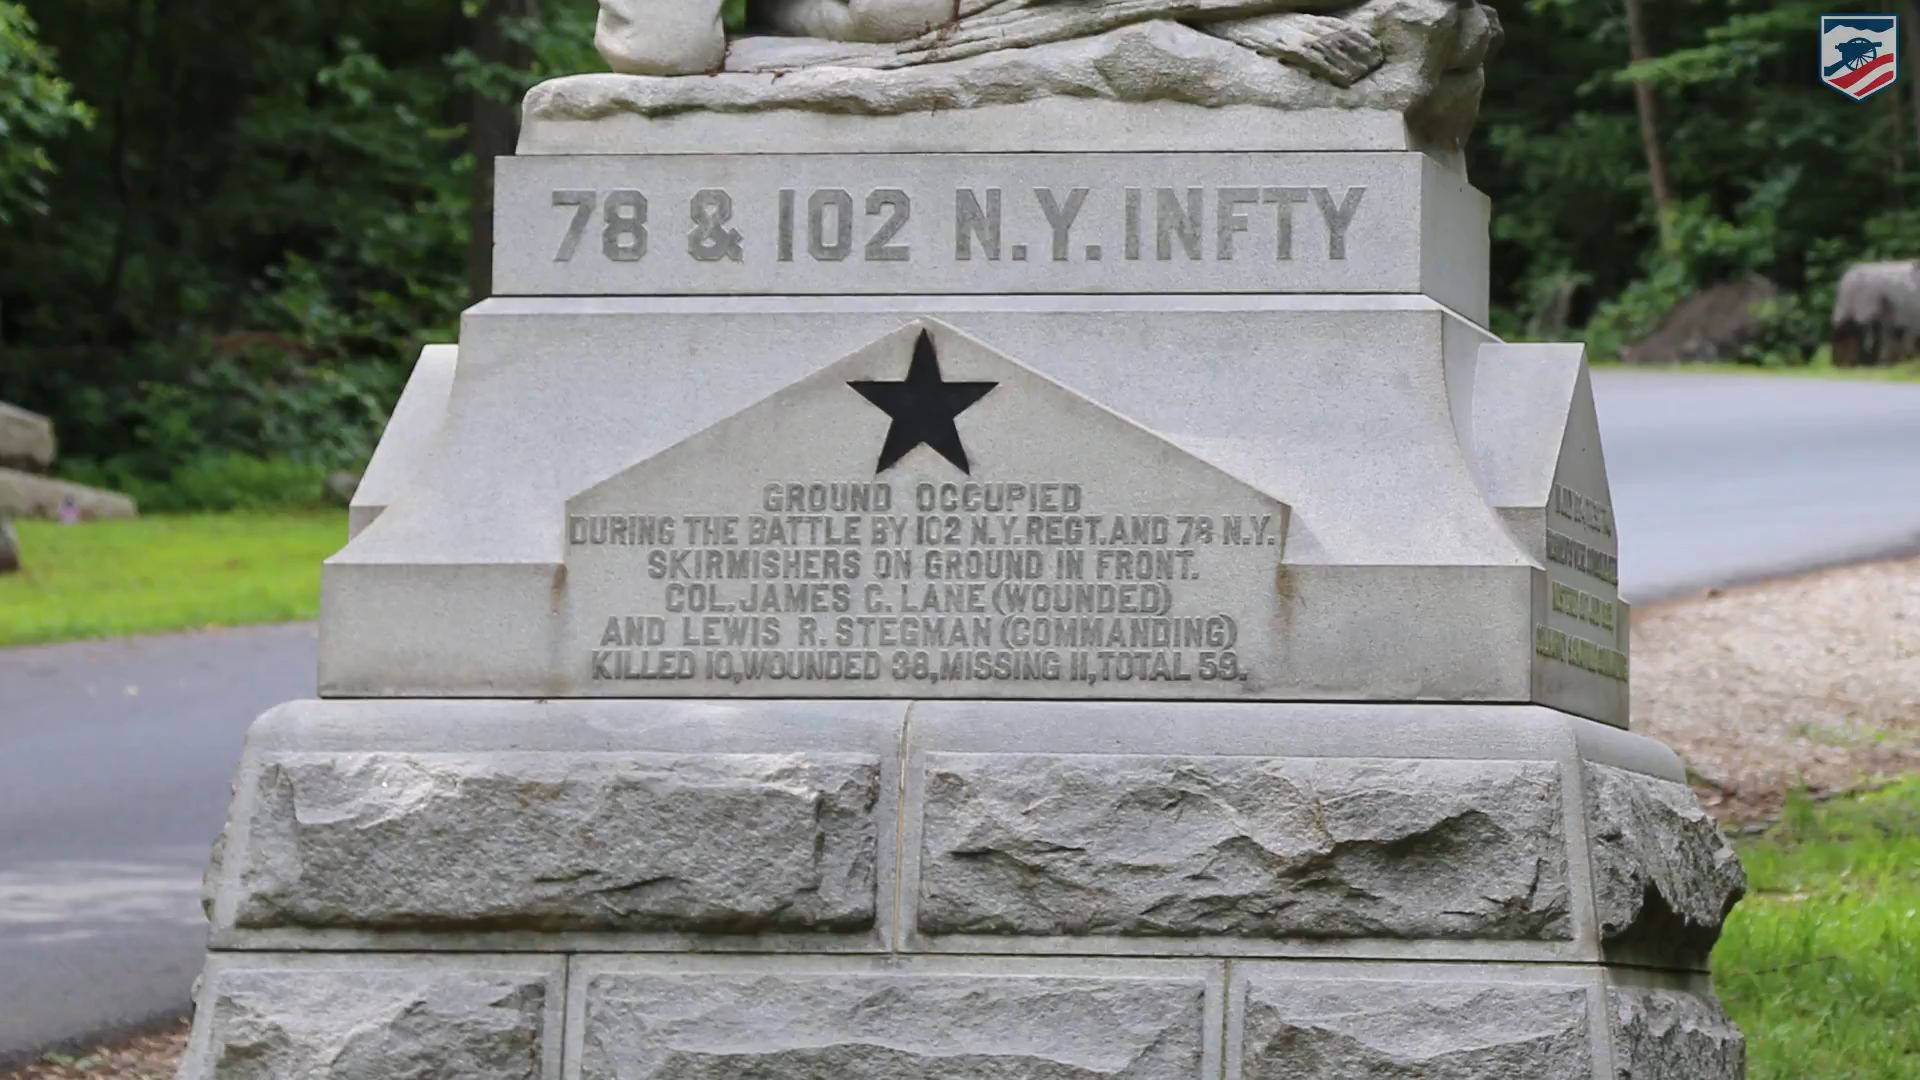 78 & 102 N.Y. INFTY
GROUND OCCUPIED
DURING THE BATTLE BY 102 N.Y. REGT. AND 78 N.Y.
SKIRMISHERS ON GROUND IN FRONT.
COL. JAMES C. LANE (WOUNDED)
AND LEWIS R. STEGMAN (COMMANDING)
KILLED 10, WOUNDED 38, MISSING 11, TOTAL 59.